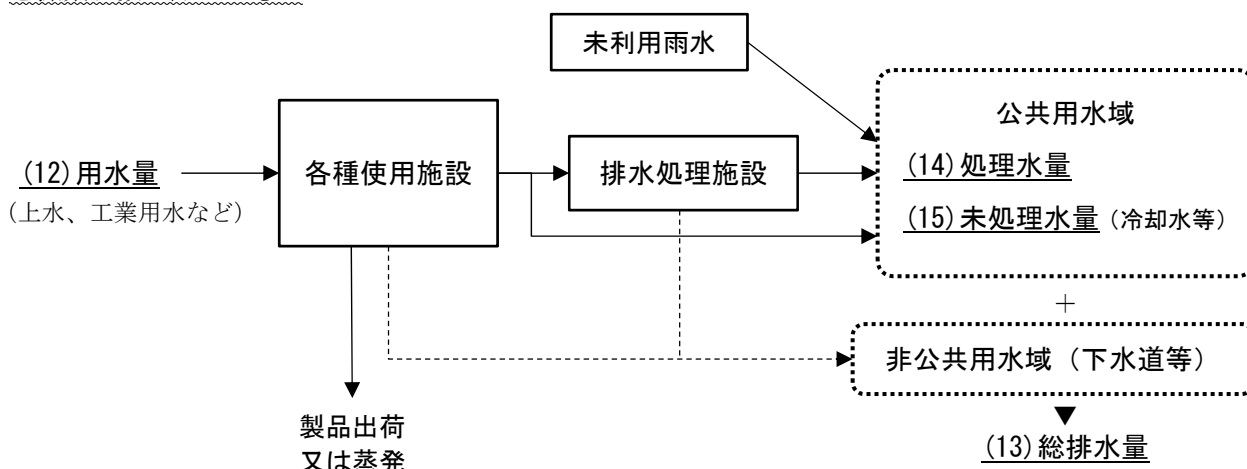 未利用雨水
公共用水域
(12)用水量
(上水、工業用水など)
各種使用施設
排水処理施設
(14)処理水量
(15)未処理水量（冷却水等）
＋
非公共用水域（下水道等）
製品出荷
又は蒸発
(13)総排水量